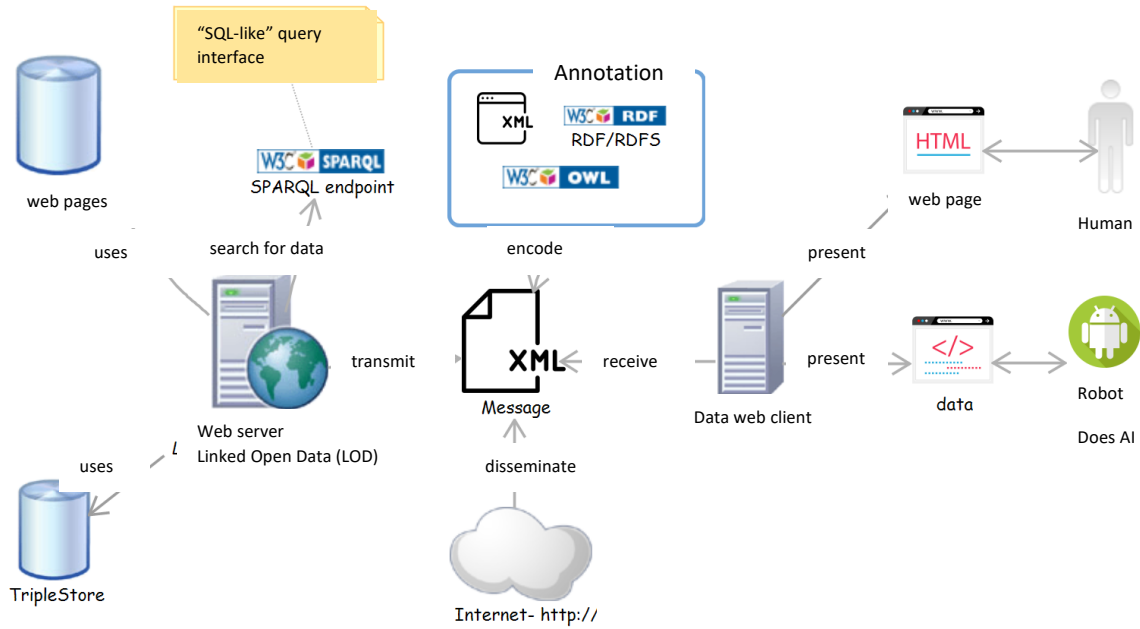 “SQL-like” query
interface
Annotation
XML
W3C RDF
RDF/RDFS
W3C OWL
W3C SPARQL
SPARQL endpoint
HTML
web pages
web page
Human
uses
search for data
encode
present
transmit
XML
receive
present
</>
Message
Data web client
data
Robot
Web server
Linked Open Data (LOD)
Does AI
uses
L
disseminate
TripleStore
Internet- http://